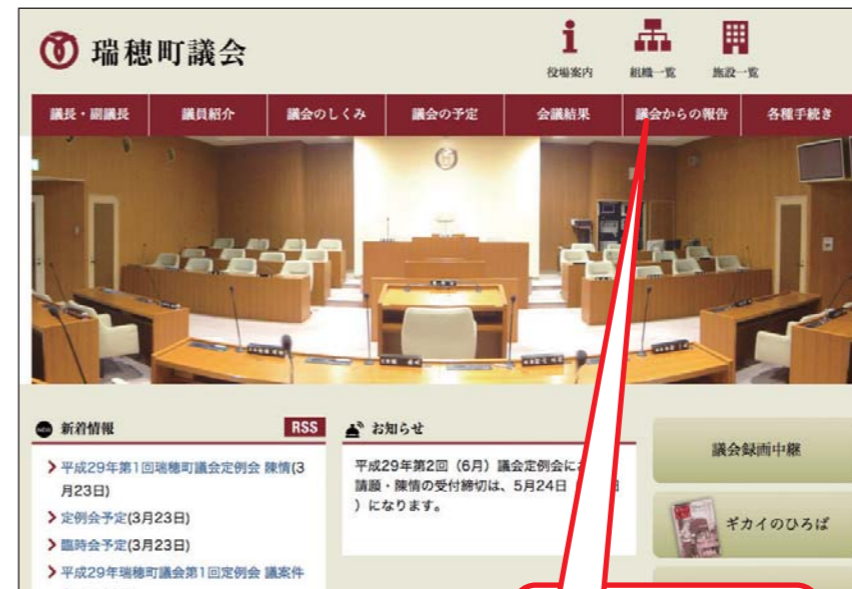 瑞穂町議会
役場案内
組織一覧
施設一覧
議長・副議長
議員紹介
議会のしくみ
議会の予定
会議結果
議会からの報告
各種手続き
新着情報
RSS
平成29年第1回瑞穂町議会定例会 陳情(3
月23日)
定例会予定(3月23日)
臨時会予定(3月23日)
平成29年瑞穂町議会第1回定例会 議案件
お知らせ
平成29年第2回（6月）議会定例会に
請願・陳情の受付締切は、5月24日（
）になります。
議会録画中継
ギカイのひろば